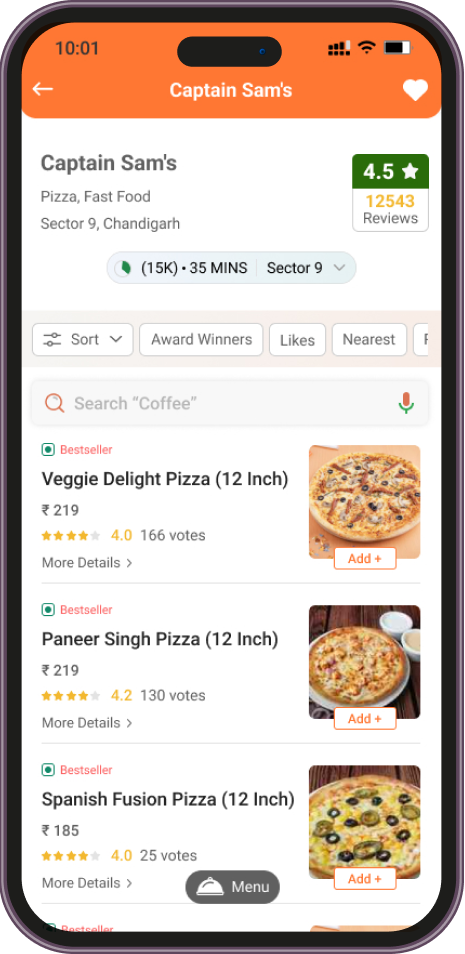 10:01
Captain Sam's
Captain Sam's
4.5
Pizza, Fast Food
12543
Reviews
Sector 9, Chandigarh
(15K) • 35 MINS Sector 9
Sort Award Winners Likes Nearest
Search “Coffee”
Bestseller
Veggie Delight Pizza (12 Inch)
₹ 219
4.0 166 votes
More Details >
Add +
Bestseller
Paneer Singh Pizza (12 Inch)
₹ 219
4.2 130 votes
More Details >
Add +
Bestseller
Spanish Fusion Pizza (12 Inch)
₹ 185
4.0 25 votes
More Details >
Add +
Menu
Bestseller